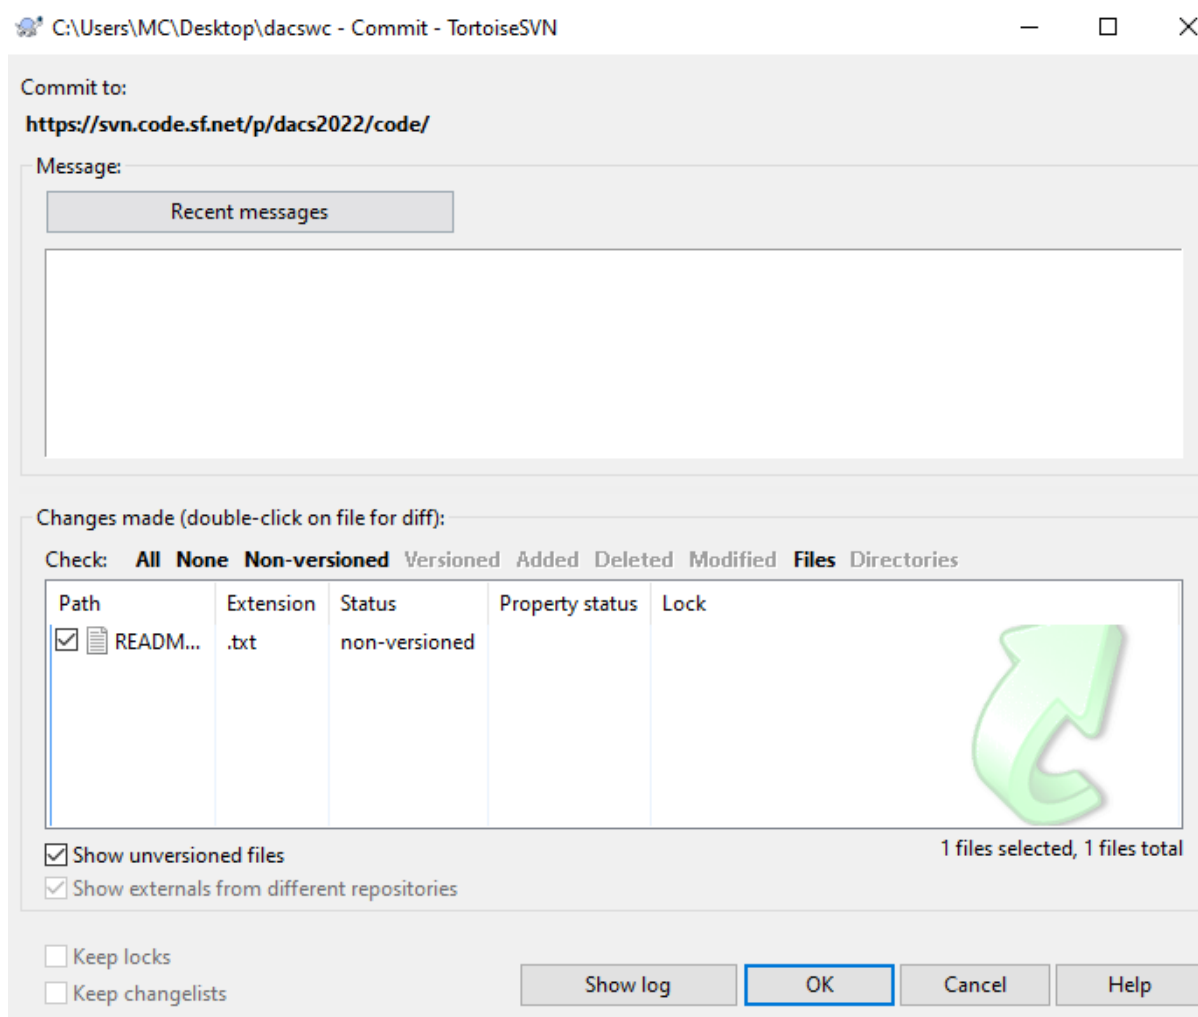 C:\Users\MC\Desktop\dacswc - Commit - TortoiseSVN
Commit to:
https://svn.code.sf.net/p/dacs2022/code/
Message:
Recent messages
Changes made (double-click on file for diff):
Check: All None Non-versioned Versioned Added Deleted Modified Files Directories
Path Extension Status Property status Lock
READM... .txt non-versioned
1 files selected, 1 files total
Show unversioned files
Show externals from different repositories
Keep locks
Keep changelists
Show log OK Cancel Help